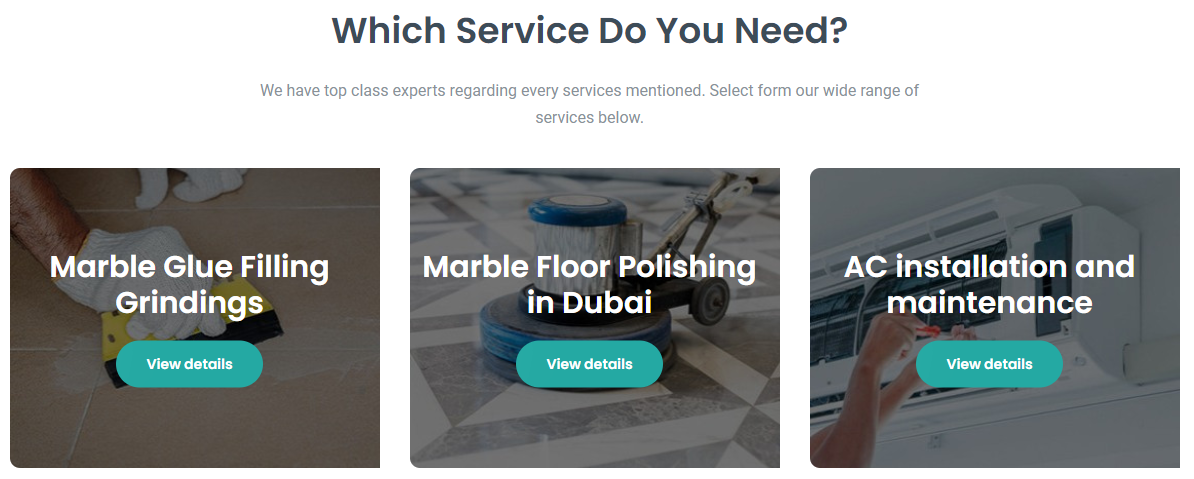 Which Service Do You Need?
We have top class experts regarding every services mentioned. Select form our wide range of
services below.
Marble Glue Filling
Grindings
View details
Marble Floor Polishing
in Dubai
View details
AC installation and
maintenance
View details